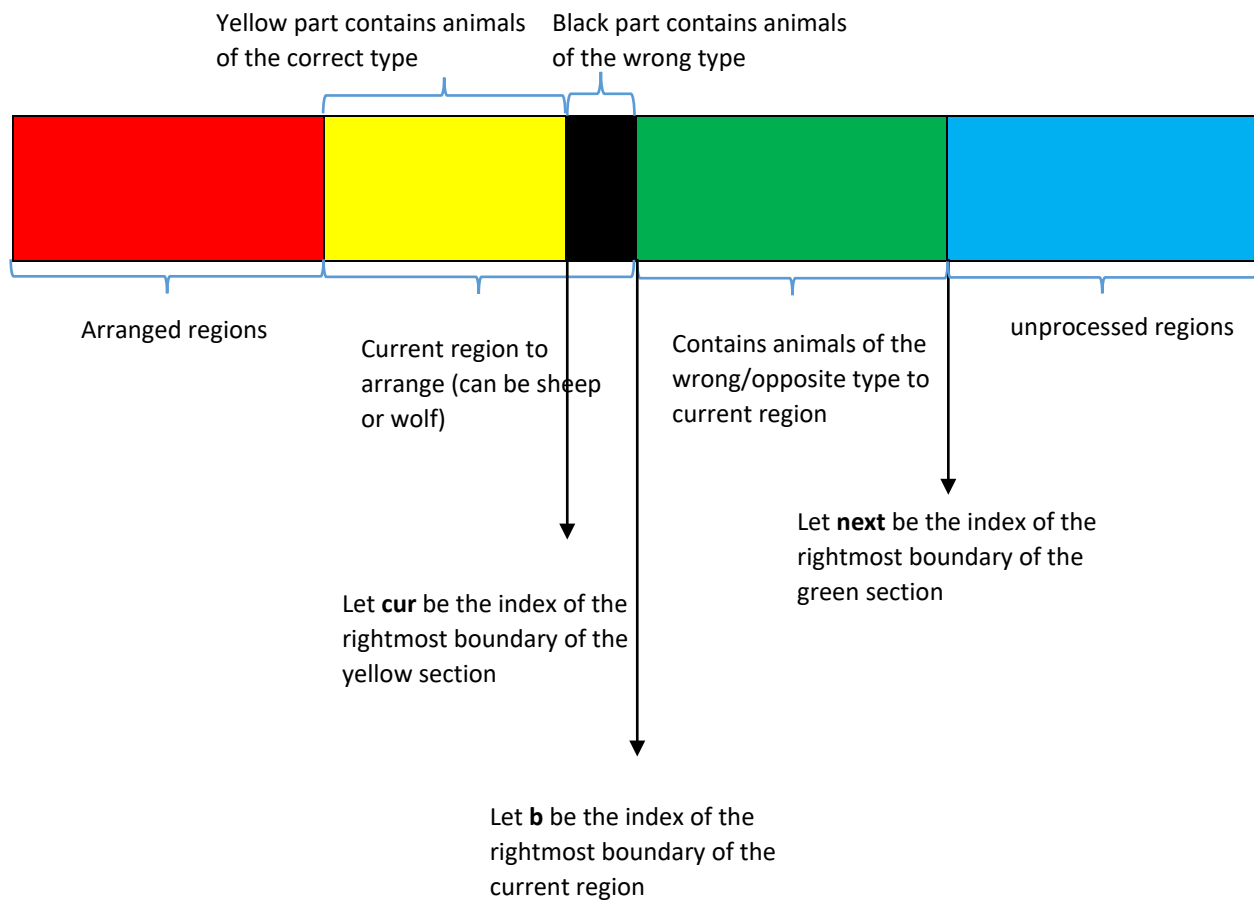 Yellow part contains animals
of the correct type
Black part contains animals
of the wrong type
Arranged regions
Current region to
arrange (can be sheep
or wolf)
Contains animals of the
wrong/opposite type to
current region
unprocessed regions
Let next be the index of the
rightmost boundary of the
green section
Let cur be the index of the
rightmost boundary of the
yellow section
Let b be the index of the
rightmost boundary of the
current region